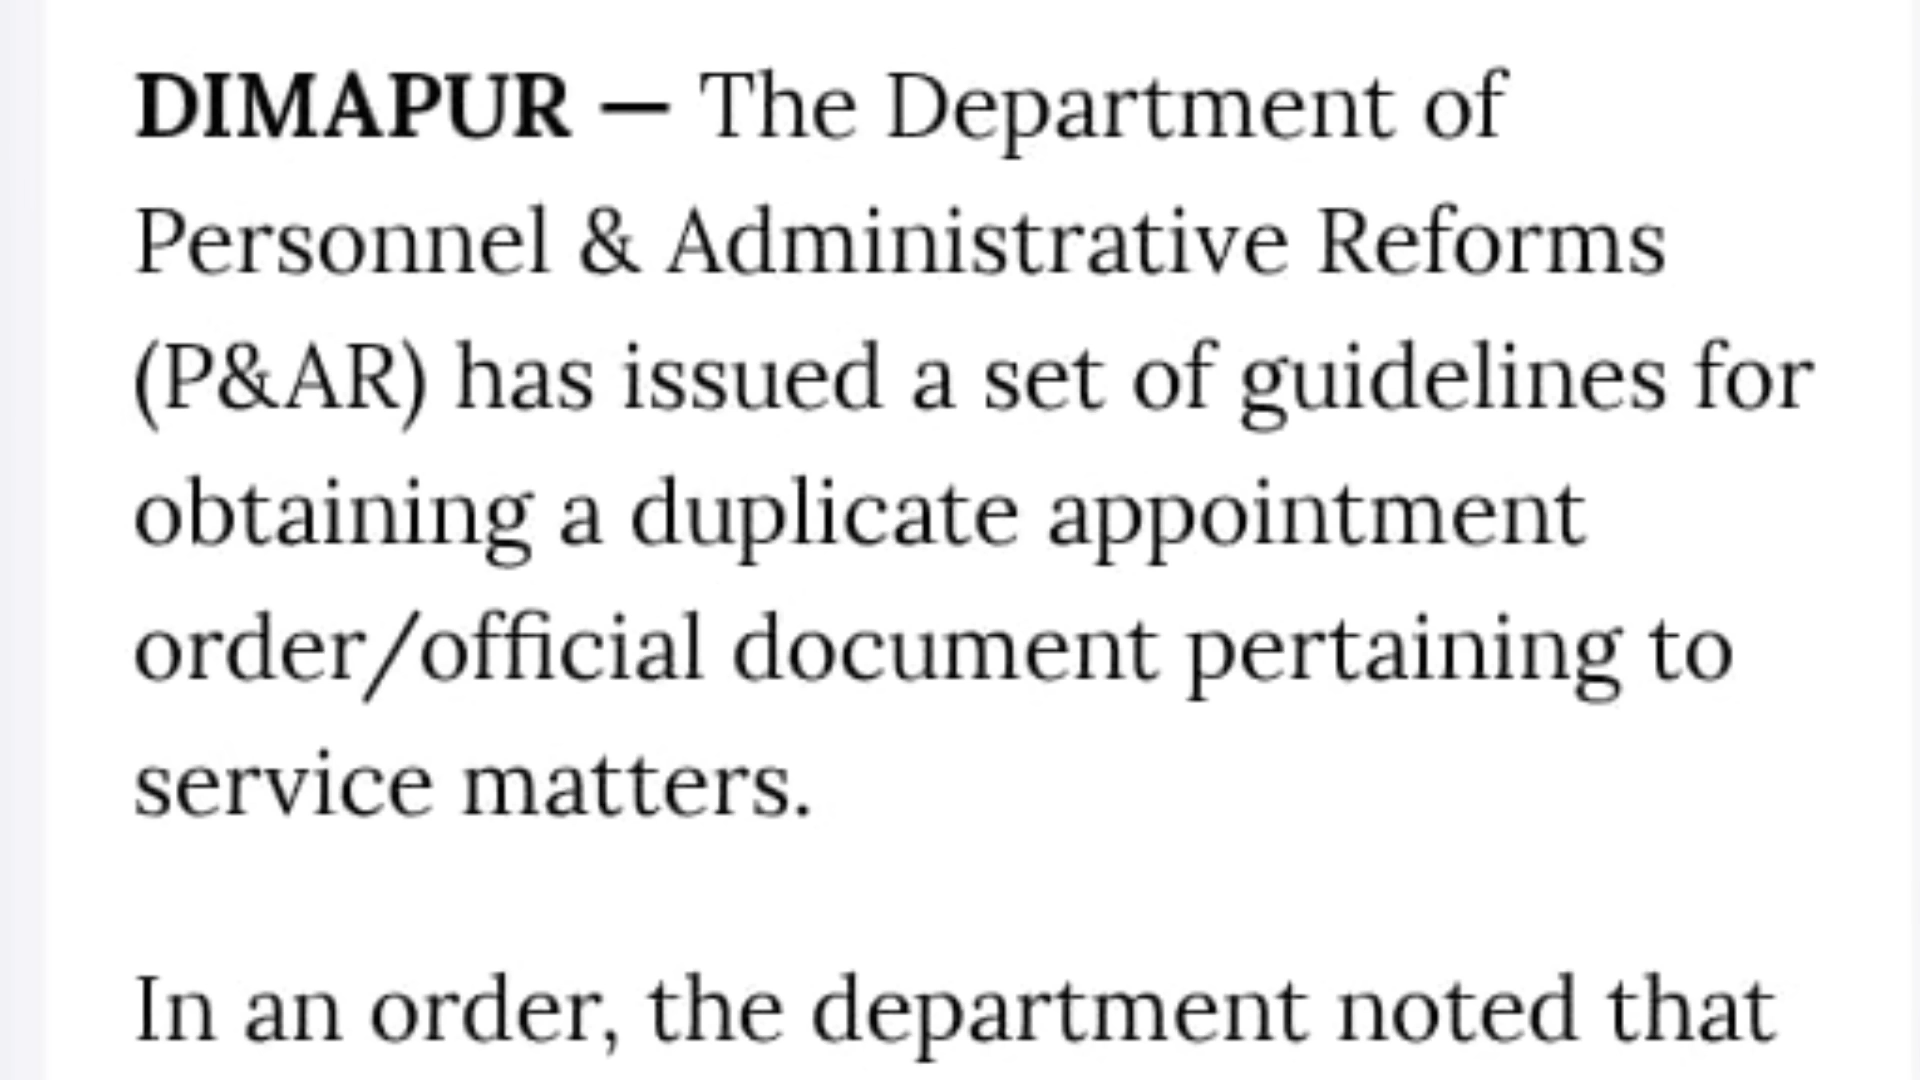 DIMAPUR — The Department of
Personnel & Administrative Reforms
(P&AR) has issued a set of guidelines for
obtaining a duplicate appointment
order/official document pertaining to
service matters.
In an order, the department noted that